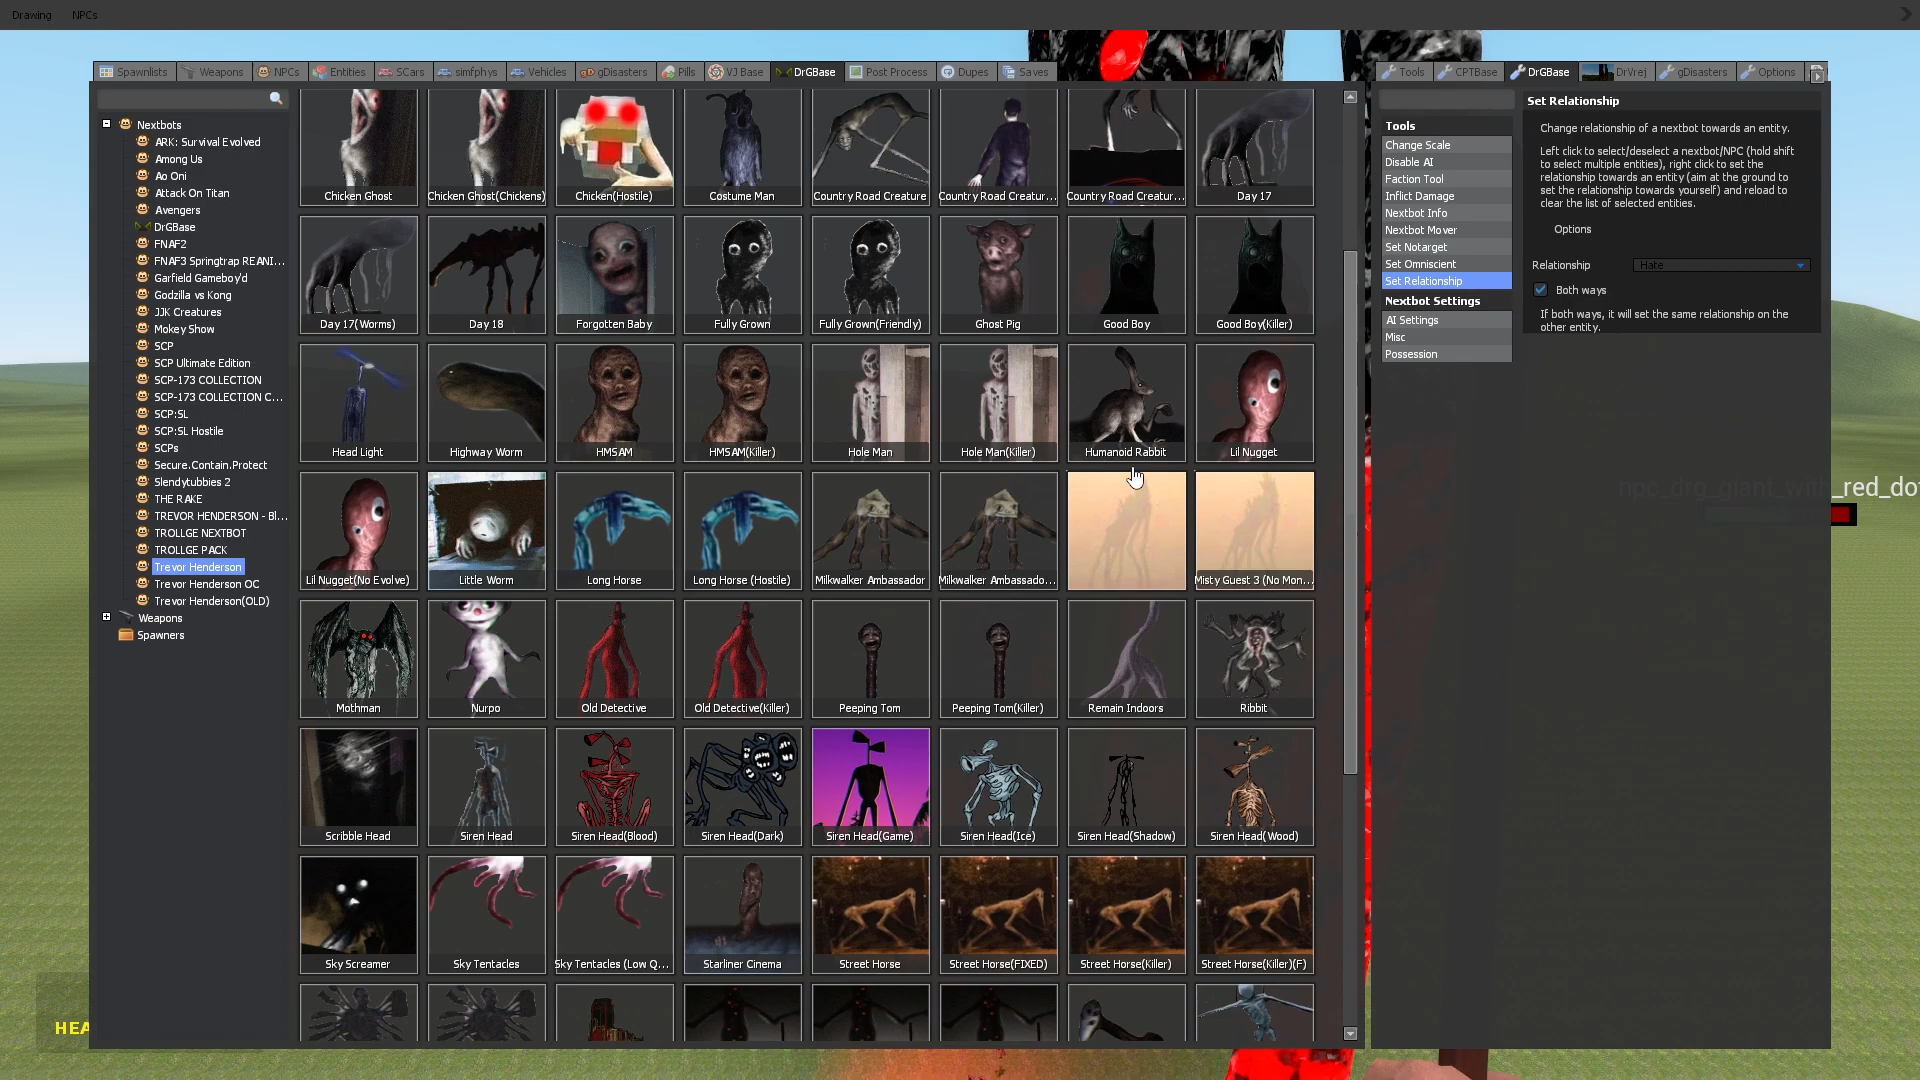 Drawing NPCs
Spawnlists Weapons NPCs Entities SCars simfphys Vehicles gDisasters Pills VJ Base DrGBase Post Process Dupes Saves
Tools CPTBase DrGBase DrVrej gDisasters Options
Nextbots
ARK: Survival Evolved
Among Us
Ao Oni
Attack On Titan
Avengers
DrGBase
FNAF2
FNAF3 Springtrap REANI...
Garfield Gameboy'd
Godzilla vs Kong
JJK Creatures
Mokey Show
SCP
SCP Ultimate Edition
SCP-173 COLLECTION
SCP-173 COLLECTION C...
SCP:SL
SCP:SL Hostile
SCPs
Secure.Contain.Protect
Slendytubbies 2
THE RAKE
TREVOR HENDERSON - Bl...
TROLLGE NEXTBOT
TROLLGE PACK
Trevor Henderson
Trevor Henderson OC
Trevor Henderson(OLD)
Weapons
Spawners
Chicken Ghost Chicken Ghost(Chickens) Chicken(Hostile) Costume Man Country Road Creature Country Road Creatur... Country Road Creatur... Day 17
Day 17(Worms) Day 18 Forgotten Baby Fully Grown Fully Grown(Friendly) Ghost Pig Good Boy Good Boy(Killer)
Head Light Highway Worm HMSAM HMSAM(Killer) Hole Man Hole Man(Killer) Humanoid Rabbit Lil Nugget
Lil Nugget(No Evolve) Little Worm Long Horse Long Horse (Hostile) Milkwalker Ambassador Milkwalker Ambassado... Misty Guest 3 (No Mon...
Mothman Nurpo Old Detective Old Detective(Killer) Peeping Tom Peeping Tom(Killer) Remain Indoors Ribbit
Scribble Head Siren Head Siren Head(Blood) Siren Head(Dark) Siren Head(Game) Siren Head(Ice) Siren Head(Shadow) Siren Head(Wood)
Sky Screamer Sky Tentacles Sky Tentacles (Low Q... Starliner Cinema Street Horse Street Horse(FIXED) Street Horse(Killer) Street Horse(Killer)(F)
Tools
Change Scale
Disable AI
Faction Tool
Inflict Damage
Nextbot Info
Nextbot Mover
Set Notarget
Set Omniscient
Set Relationship
Nextbot Settings
AI Settings
Misc
Possession
Set Relationship
Change relationship of a nextbot towards an entity.
Left click to select/deselect a nextbot/NPC (hold shift
to select multiple entities), right click to set the
relationship towards an entity (aim at the ground to
set the relationship towards yourself) and reload to
clear the list of selected entities.
Options
Relationship Hate
Both ways
If both ways, it will set the same relationship on the
other entity.
npc_drg_giant_with_red_dot
HEA